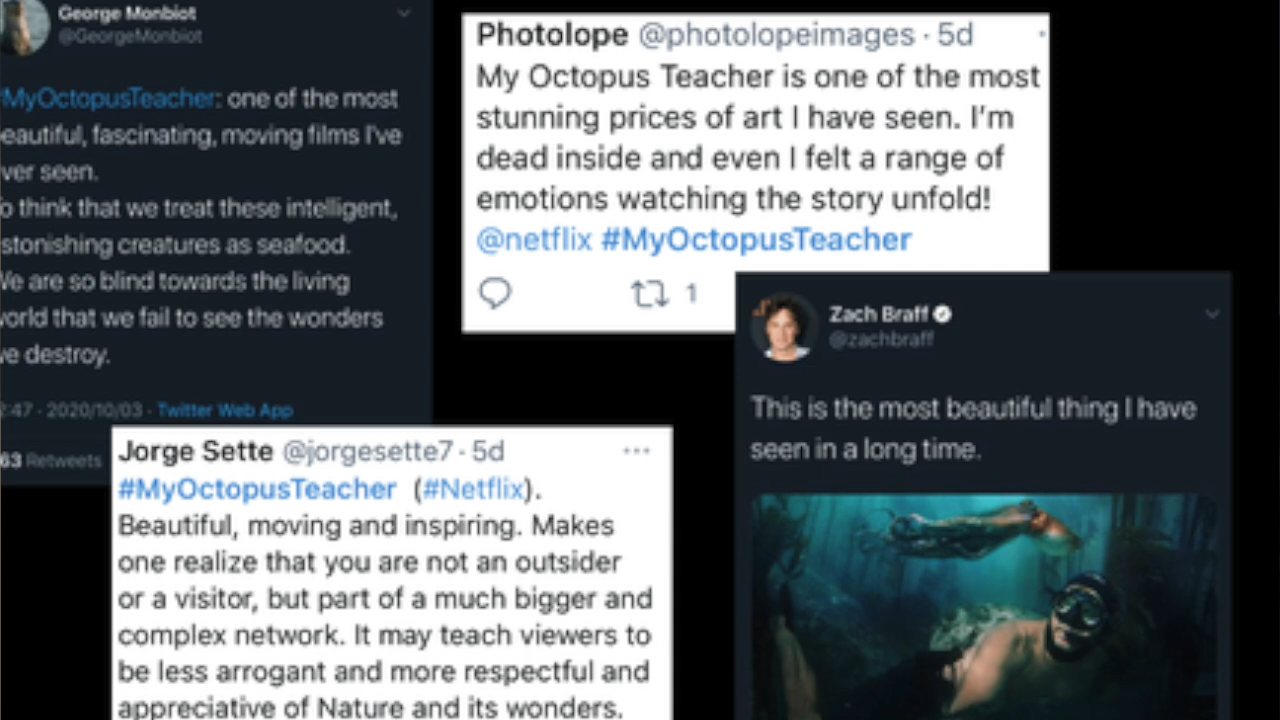 George Monbiot
@GeorgeMonbiot
#MyOctopusTeacher: one of the most
eautiful, fascinating, moving films I've
ver seen.
o think that we treat these intelligent,
stonishing creatures as seafood.
We are so blind towards the living
world that we fail to see the wonders
we destroy.
2:47 · 2020/10/03 · Twitter Web App
63 Retweets
Photolope @photolopeimages · 5d
My Octopus Teacher is one of the most
stunning prices of art I have seen. I'm
dead inside and even I felt a range of
emotions watching the story unfold!
@netflix #MyOctopusTeacher
1
Jorge Sette @jorgesette7 · 5d
#MyOctopusTeacher (#Netflix).
Beautiful, moving and inspiring. Makes
one realize that you are not an outsider
or a visitor, but part of a much bigger and
complex network. It may teach viewers to
be less arrogant and more respectful and
appreciative of Nature and its wonders.
Zach Braff
@zachbraff
This is the most beautiful thing I have
seen in a long time.